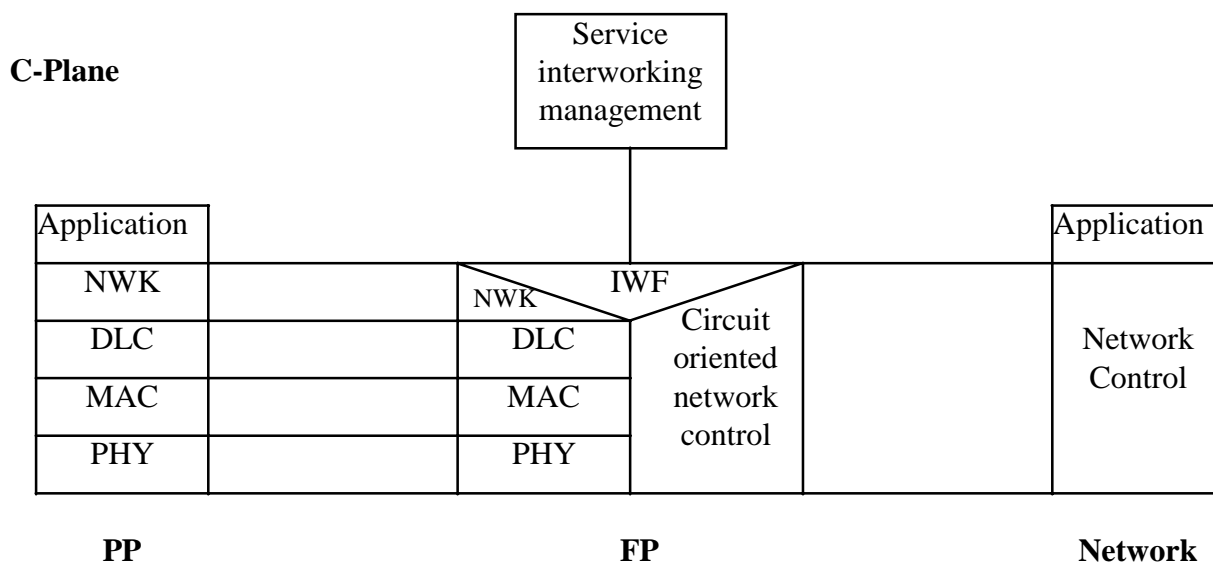 Service
interworking
management
C-Plane
Application
Application
NWK
IWF
NWK
Circuit
oriented
network
control
DLC
DLC
Network
Control
MAC
MAC
PHY
PHY
PP
FP
Network